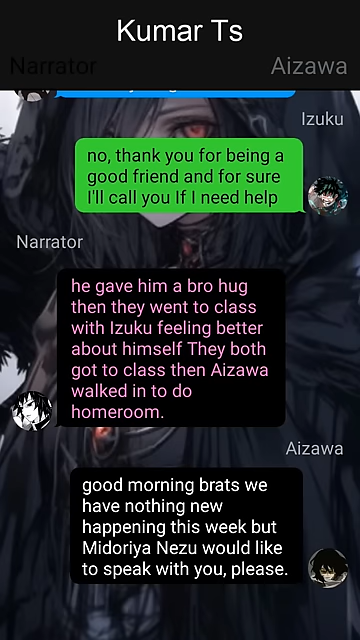 Kumar Ts
Narrator
Aizawa
Izuku
no, thank you for being a
good friend and for sure
I'll call you If I need help
Narrator
he gave him a bro hug
then they went to class
with Izuku feeling better
about himself They both
got to class then Aizawa
walked in to do
homeroom.
Aizawa
good morning brats we
have nothing new
happening this week but
Midoriya Nezu would like
to speak with you, please.